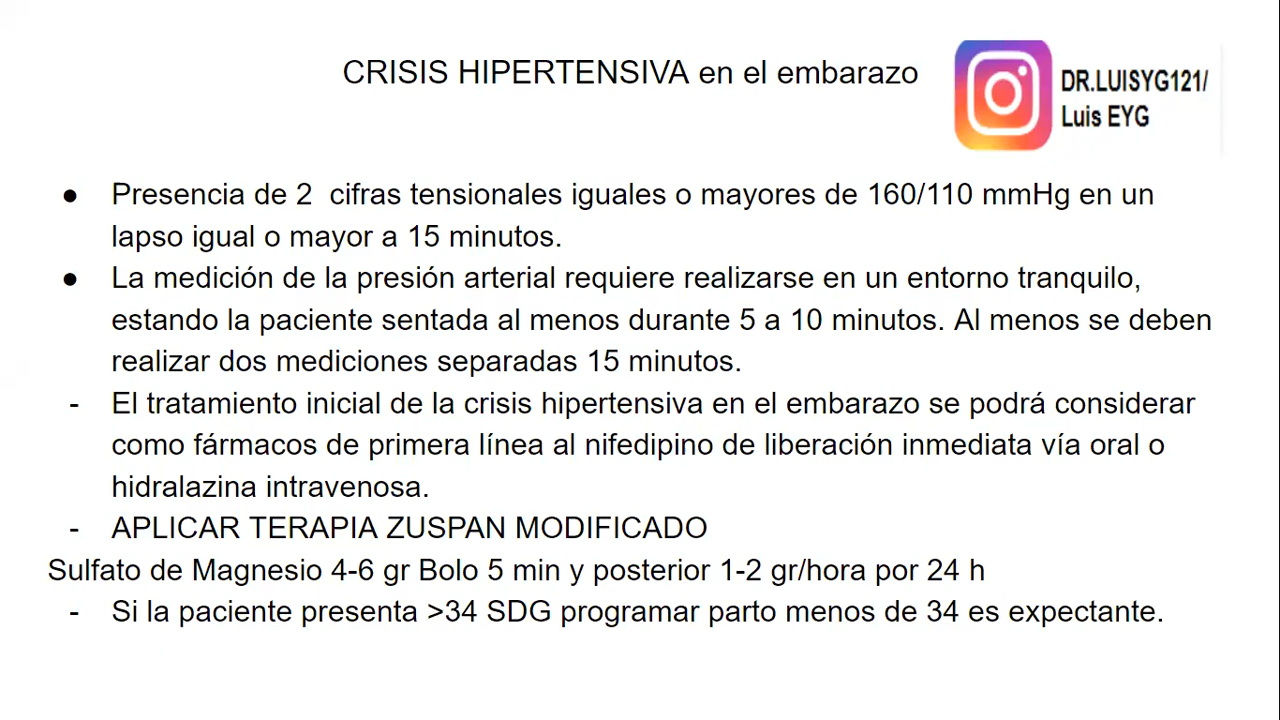 CRISIS HIPERTENSIVA en el embarazo
DR.LUISYG121/
Luis EYG
● Presencia de 2  cifras tensionales iguales o mayores de 160/110 mmHg en un
lapso igual o mayor a 15 minutos.
● La medición de la presión arterial requiere realizarse en un entorno tranquilo,
estando la paciente sentada al menos durante 5 a 10 minutos. Al menos se deben
realizar dos mediciones separadas 15 minutos.
- El tratamiento inicial de la crisis hipertensiva en el embarazo se podrá considerar
como fármacos de primera línea al nifedipino de liberación inmediata vía oral o
hidralazina intravenosa.
- APLICAR TERAPIA ZUSPAN MODIFICADO
Sulfato de Magnesio 4-6 gr Bolo 5 min y posterior 1-2 gr/hora por 24 h
- Si la paciente presenta >34 SDG programar parto menos de 34 es expectante.